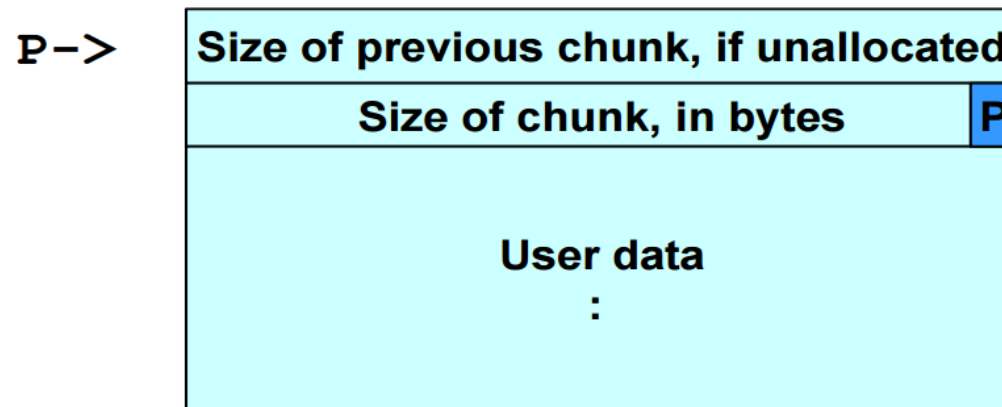 P->
Size of previous chunk, if unallocated
Size of chunk, in bytes P
User data
: